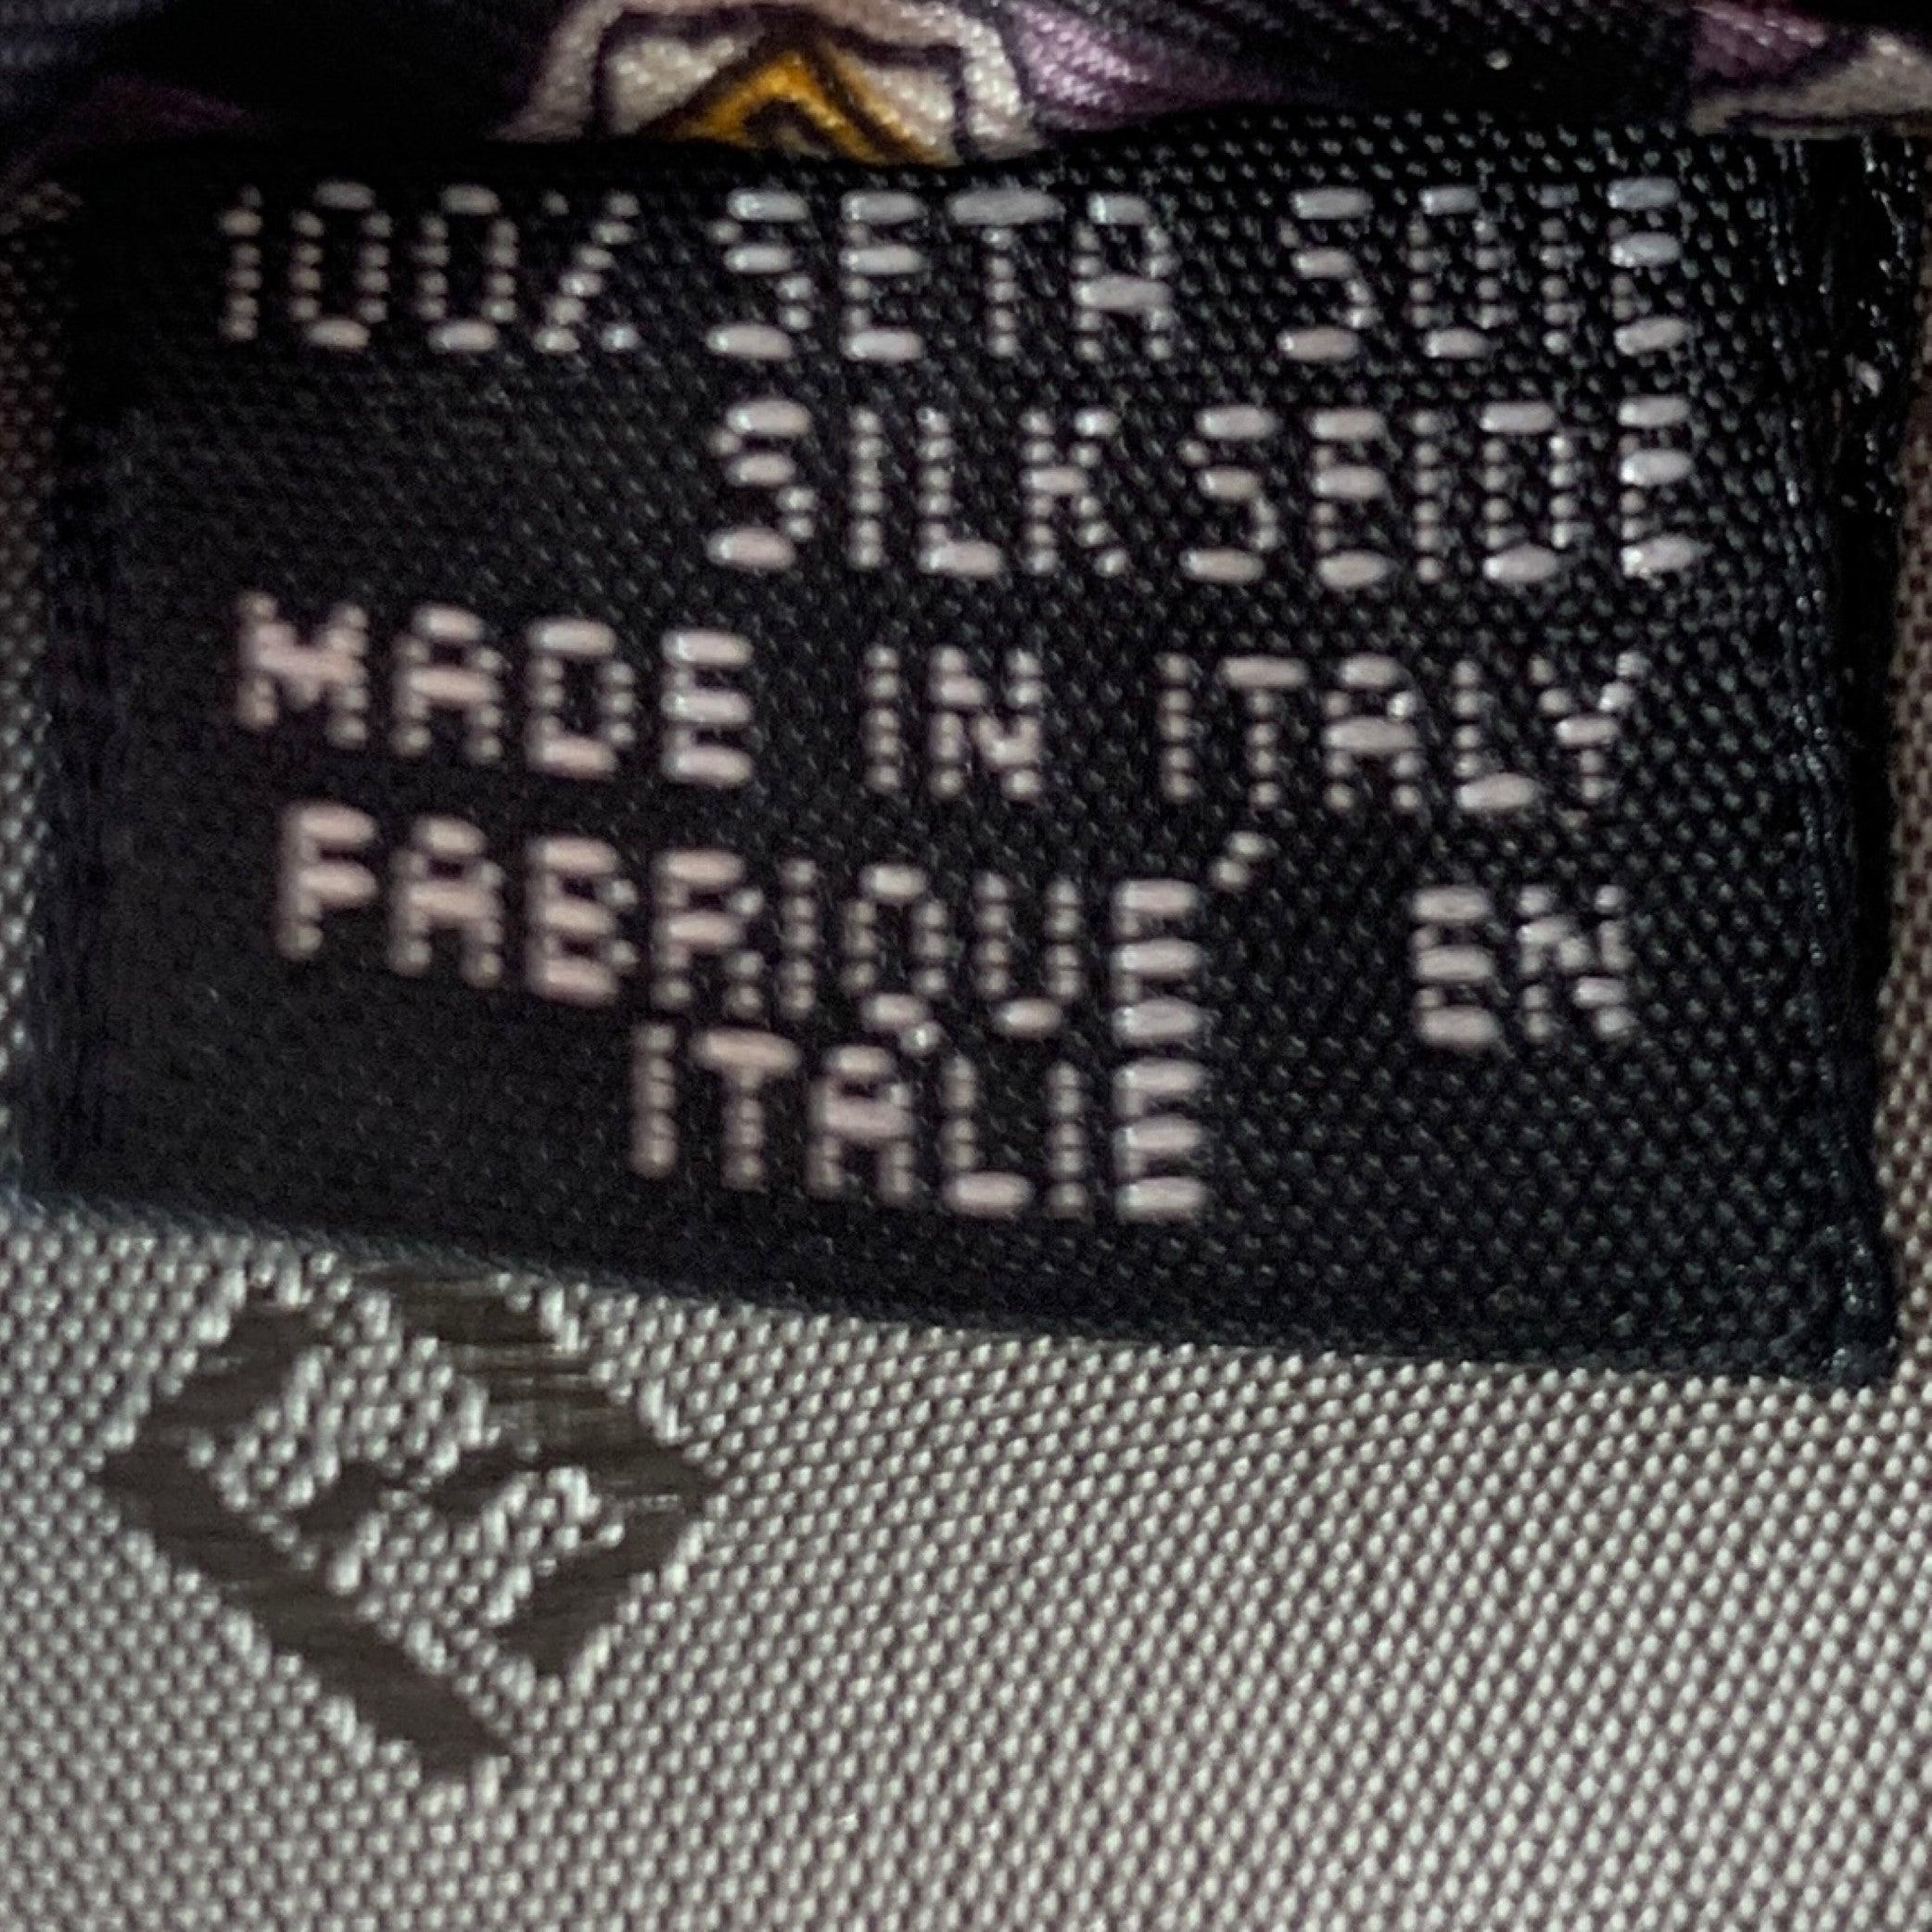 100% SETA SOIE
SILK SEIDE
MADE IN ITALY
FABRIQUE' EN
ITALIE